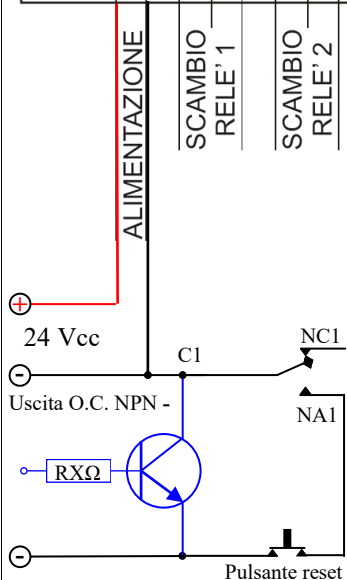 ALIMENTAZIONE
SCAMBIO
RELE' 1
SCAMBIO
RELE' 2
+
24 Vcc
-
C1
NC1
Uscita O.C. NPN -
NA1
RXΩ
-
Pulsante reset